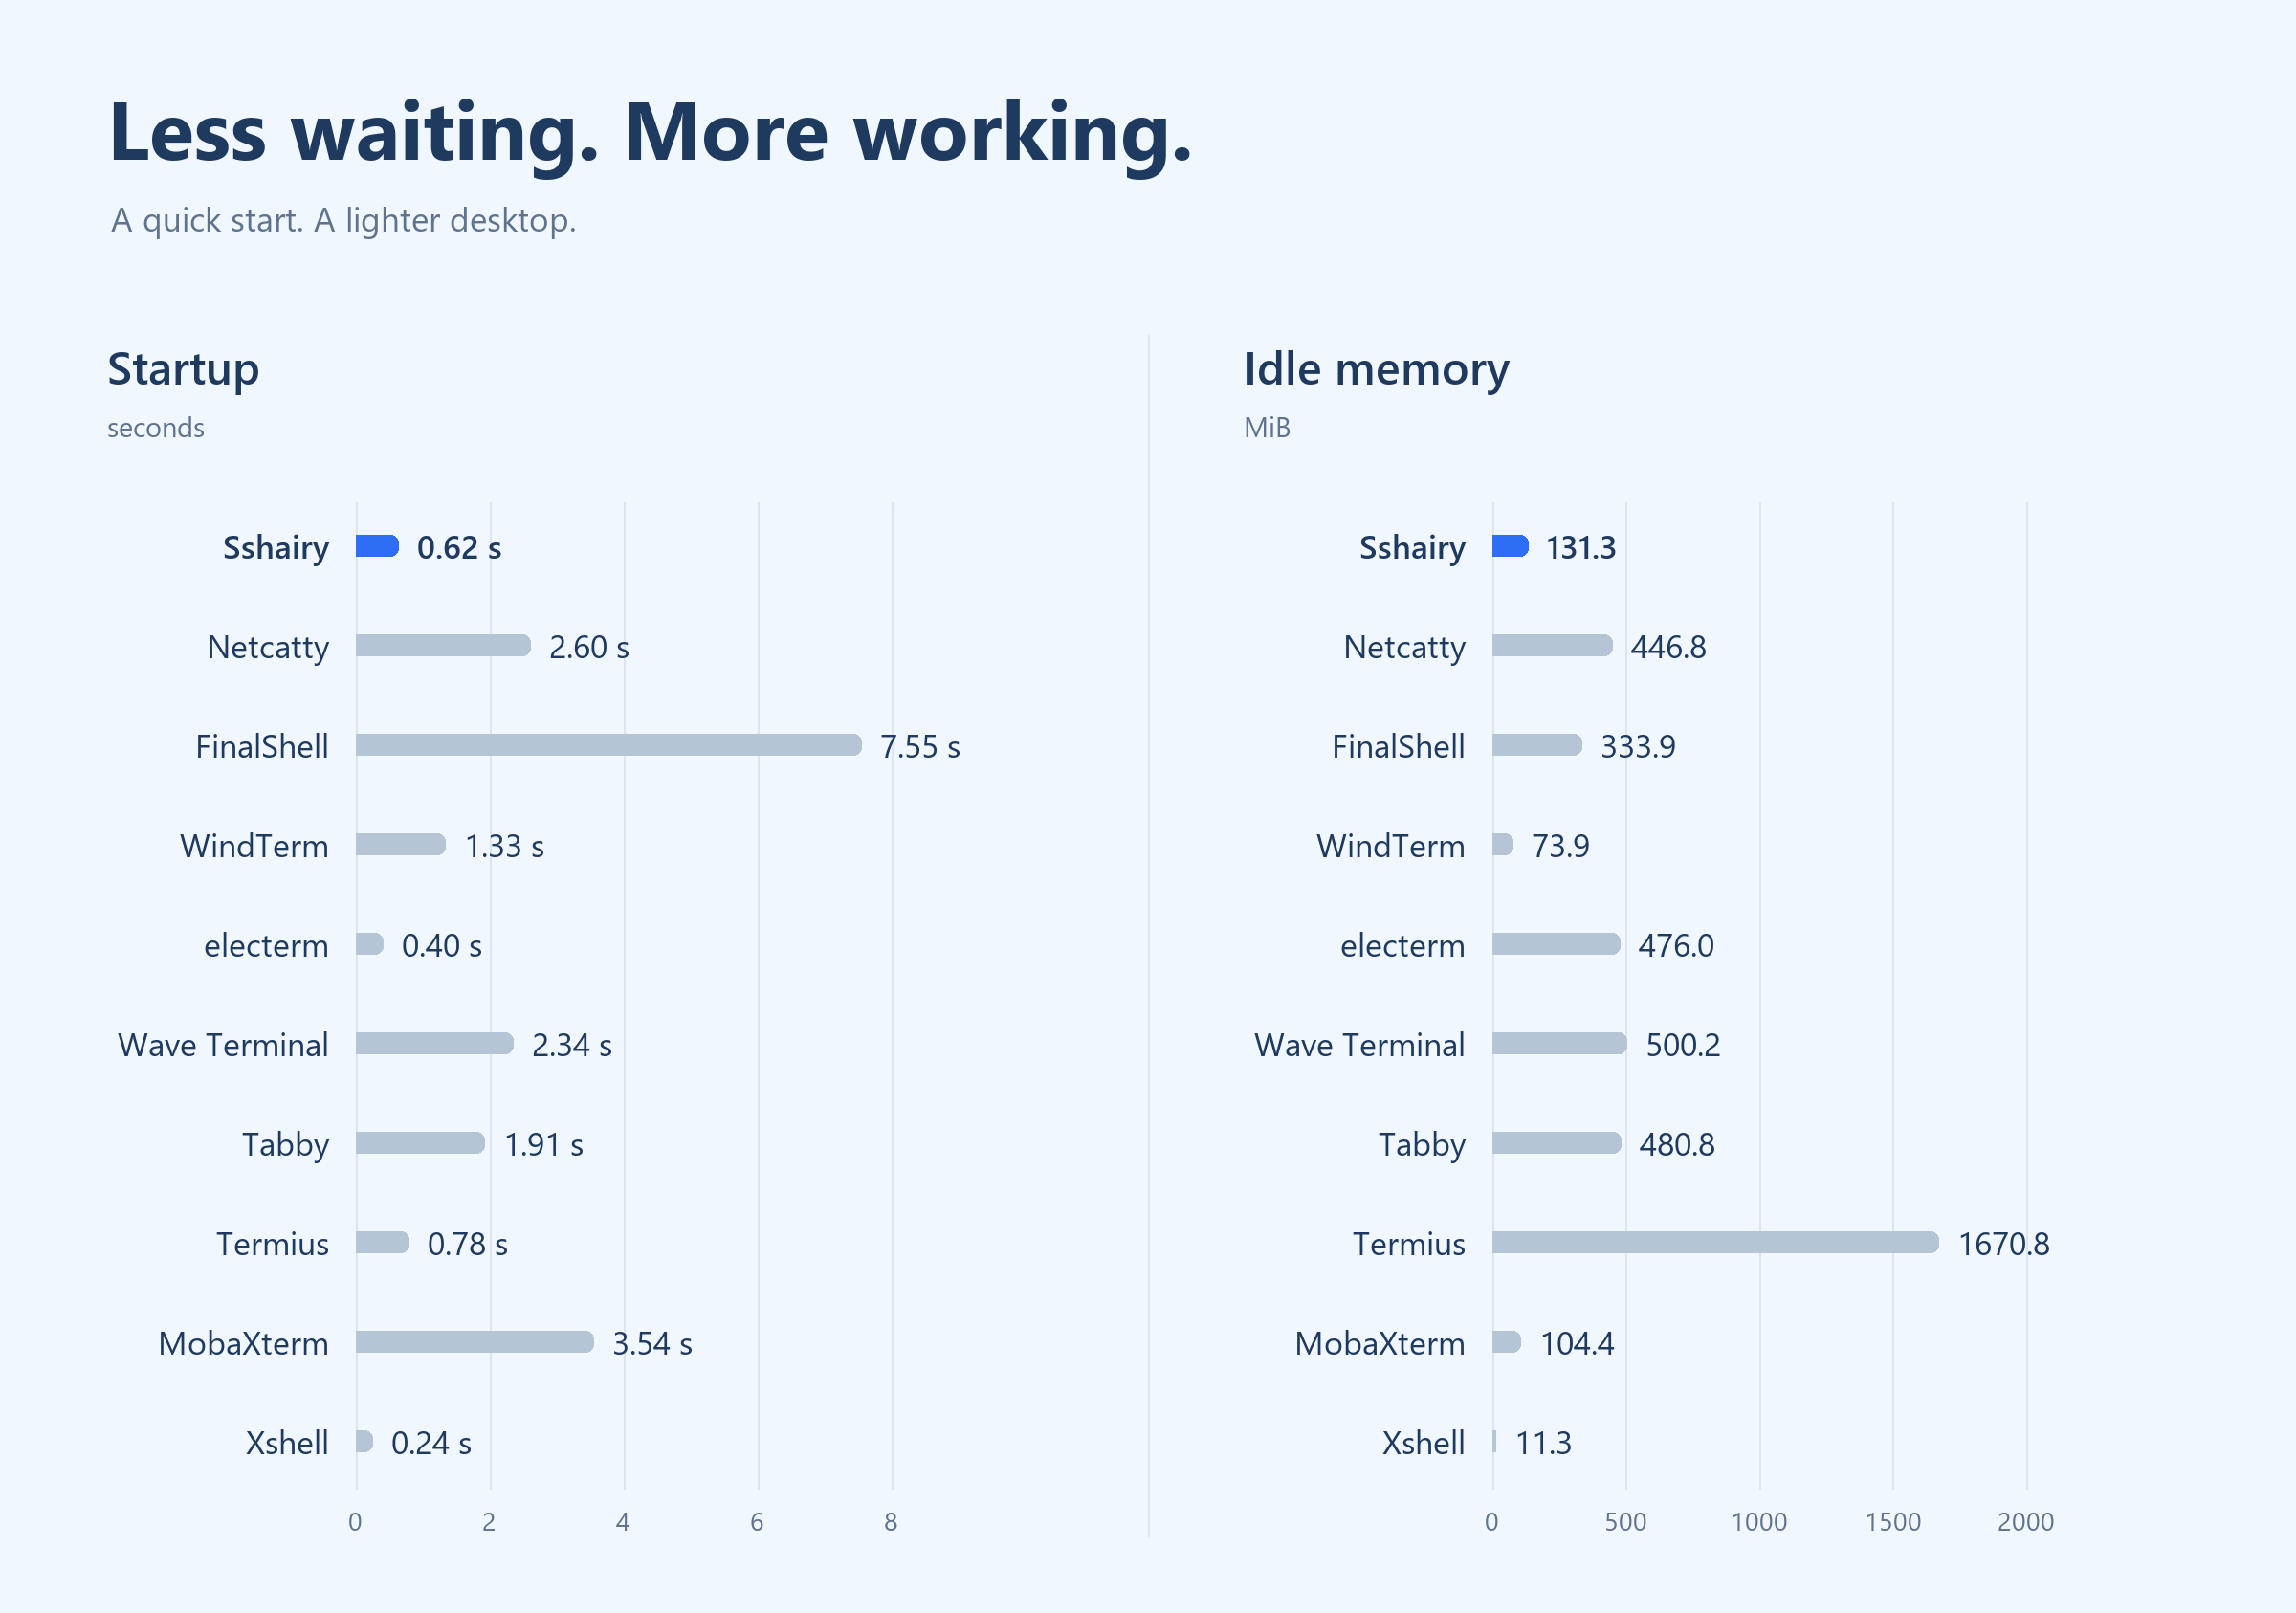 Less waiting. More working.
A quick start. A lighter desktop.
Startup
seconds
Sshairy 0.62 s
Netcatty 2.60 s
FinalShell 7.55 s
WindTerm 1.33 s
electerm 0.40 s
Wave Terminal 2.34 s
Tabby 1.91 s
Termius 0.78 s
MobaXterm 3.54 s
Xshell 0.24 s
0 2 4 6 8
Idle memory
MiB
Sshairy 131.3
Netcatty 446.8
FinalShell 333.9
WindTerm 73.9
electerm 476.0
Wave Terminal 500.2
Tabby 480.8
Termius 1670.8
MobaXterm 104.4
Xshell 11.3
0 500 1000 1500 2000